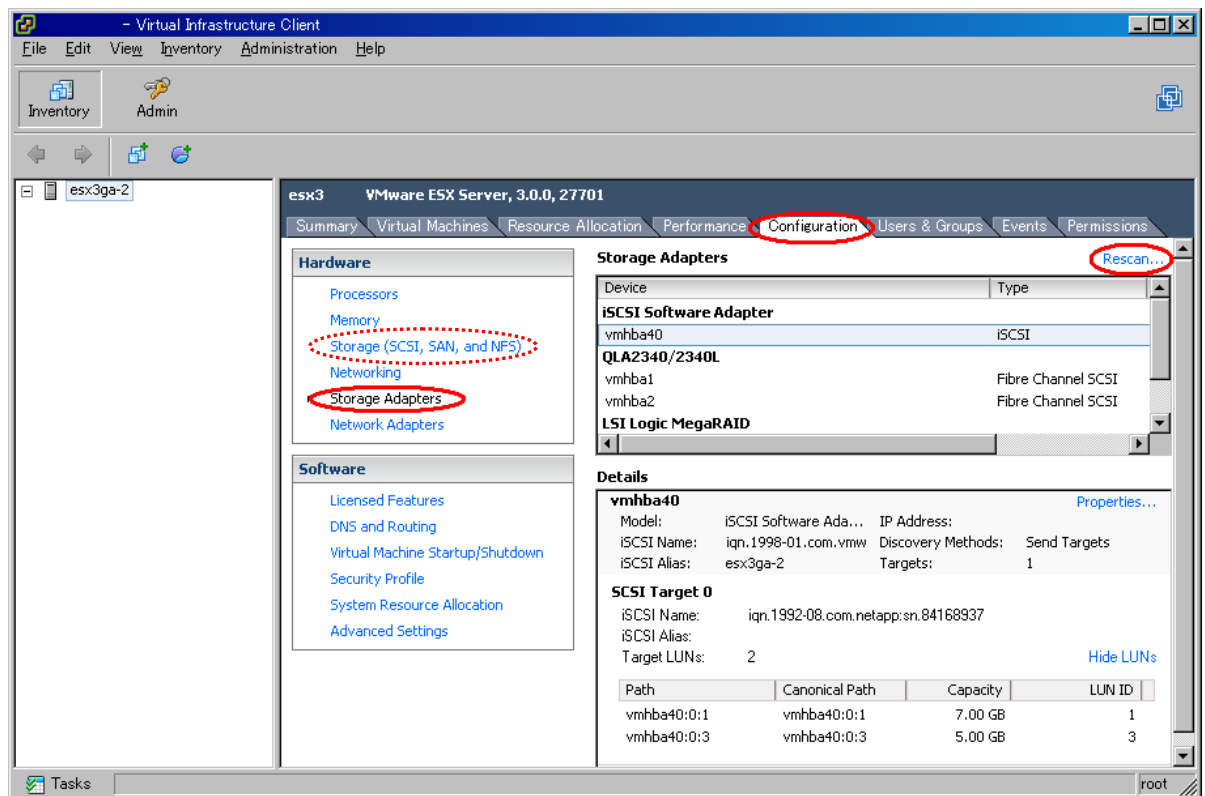 - Virtual Infrastructure Client
File Edit View Inventory Administration Help
Inventory Admin
esx3ga-2
esx3 VMware ESX Server, 3.0.0, 27701
Summary Virtual Machines Resource Allocation Performance Configuration Users & Groups Events Permissions
Hardware
Processors
Memory
Storage (SCSI, SAN, and NFS)
Networking
Storage Adapters
Network Adapters
Software
Licensed Features
DNS and Routing
Virtual Machine Startup/Shutdown
Security Profile
System Resource Allocation
Advanced Settings
Storage Adapters Rescan...
Device Type
iSCSI Software Adapter
vmhba40 iSCSI
QLA2340/2340L
vmhba1 Fibre Channel SCSI
vmhba2 Fibre Channel SCSI
LSI Logic MegaRAID
Details
vmhba40 Properties...
Model: iSCSI Software Ada... IP Address:
iSCSI Name: iqn.1998-01.com.vmw Discovery Methods: Send Targets
iSCSI Alias: esx3ga-2 Targets: 1
SCSI Target 0
iSCSI Name: iqn.1992-08.com.netapp:sn.84168937
iSCSI Alias:
Target LUNs: 2 Hide LUNs
Path Canonical Path Capacity LUN ID
vmhba40:0:1 vmhba40:0:1 7.00 GB 1
vmhba40:0:3 vmhba40:0:3 5.00 GB 3
Tasks root